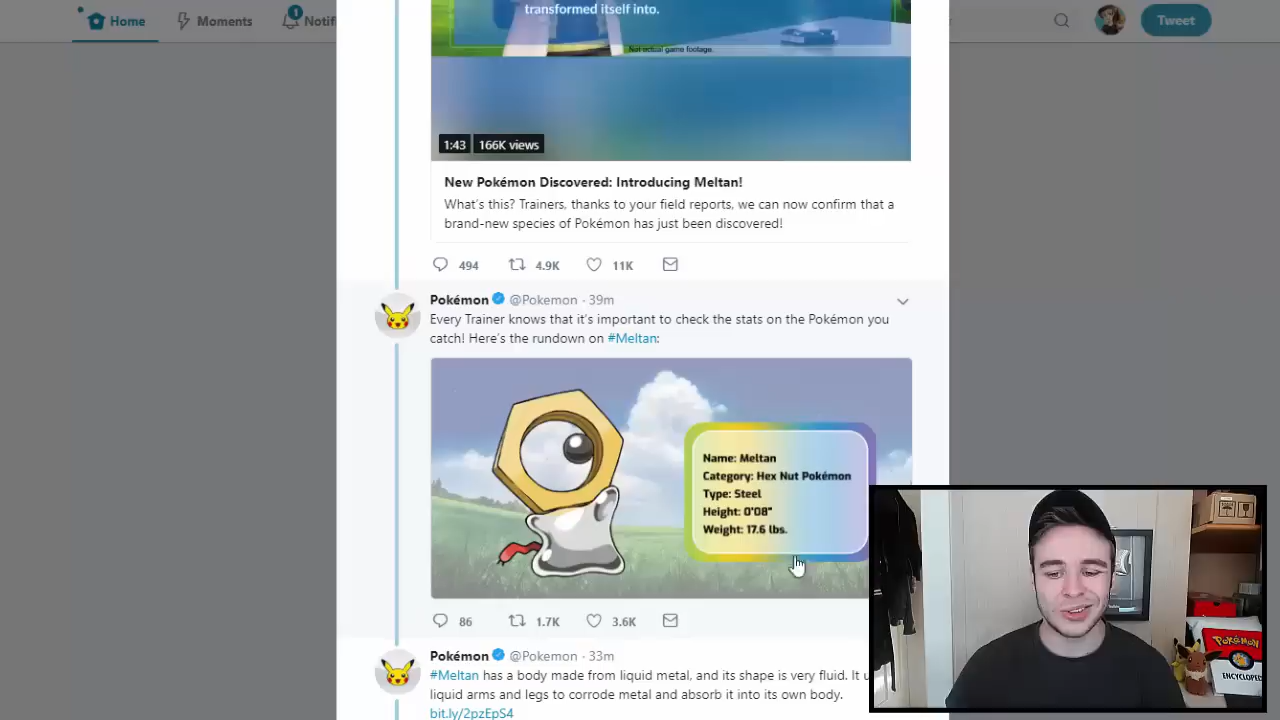 Home
Moments
Notifi
Tweet
transformed itself into.
Not actual game footage.
1:43
166K views
New Pokémon Discovered: Introducing Meltan!
What's this? Trainers, thanks to your field reports, we can now confirm that a
brand-new species of Pokémon has just been discovered!
494
4.9K
11K
Pokémon @Pokemon · 39m
Every Trainer knows that it's important to check the stats on the Pokémon you
catch! Here's the rundown on #Meltan:
Name: Meltan
Category: Hex Nut Pokémon
Type: Steel
Height: 0'08"
Weight: 17.6 lbs.
86
1.7K
3.6K
Pokémon @Pokemon · 33m
#Meltan has a body made from liquid metal, and its shape is very fluid. It u
liquid arms and legs to corrode metal and absorb it into its own body.
bit.ly/2pzEpS4
POKÉMON
ENCYCLOPE